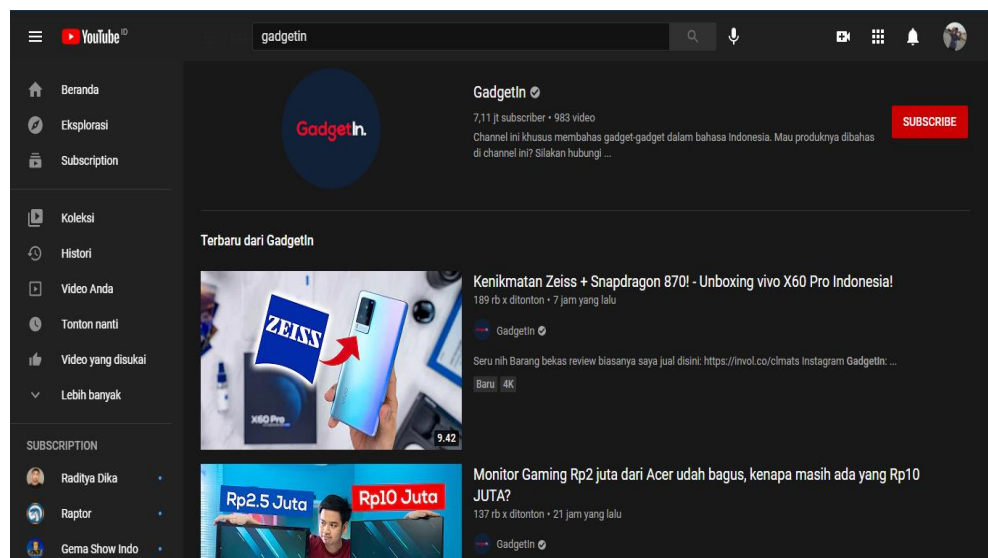 YouTube ID
gadgetin
Beranda
Eksplorasi
Subscription
Koleksi
Histori
Video Anda
Tonton nanti
Video yang disukai
Lebih banyak
SUBSCRIPTION
Raditya Dika
Raptor
Gema Show Indo
GadgetIn.
GadgetIn
7,11 jt subscriber • 983 video
Channel ini khusus membahas gadget-gadget dalam bahasa Indonesia. Mau produknya dibahas
di channel ini? Silakan hubungi ...
SUBSCRIBE
Terbaru dari GadgetIn
ZEISS
X60 Pro
9.42
Kenikmatan Zeiss + Snapdragon 870! - Unboxing vivo X60 Pro Indonesia!
189 rb x ditonton • 7 jam yang lalu
GadgetIn
Seru nih Barang bekas review biasanya saya jual disini: https://invol.co/clmats Instagram GadgetIn: ...
Baru 4K
Rp2.5 Juta
Rp10 Juta
Monitor Gaming Rp2 juta dari Acer udah bagus, kenapa masih ada yang Rp10
JUTA?
137 rb x ditonton • 21 jam yang lalu
GadgetIn